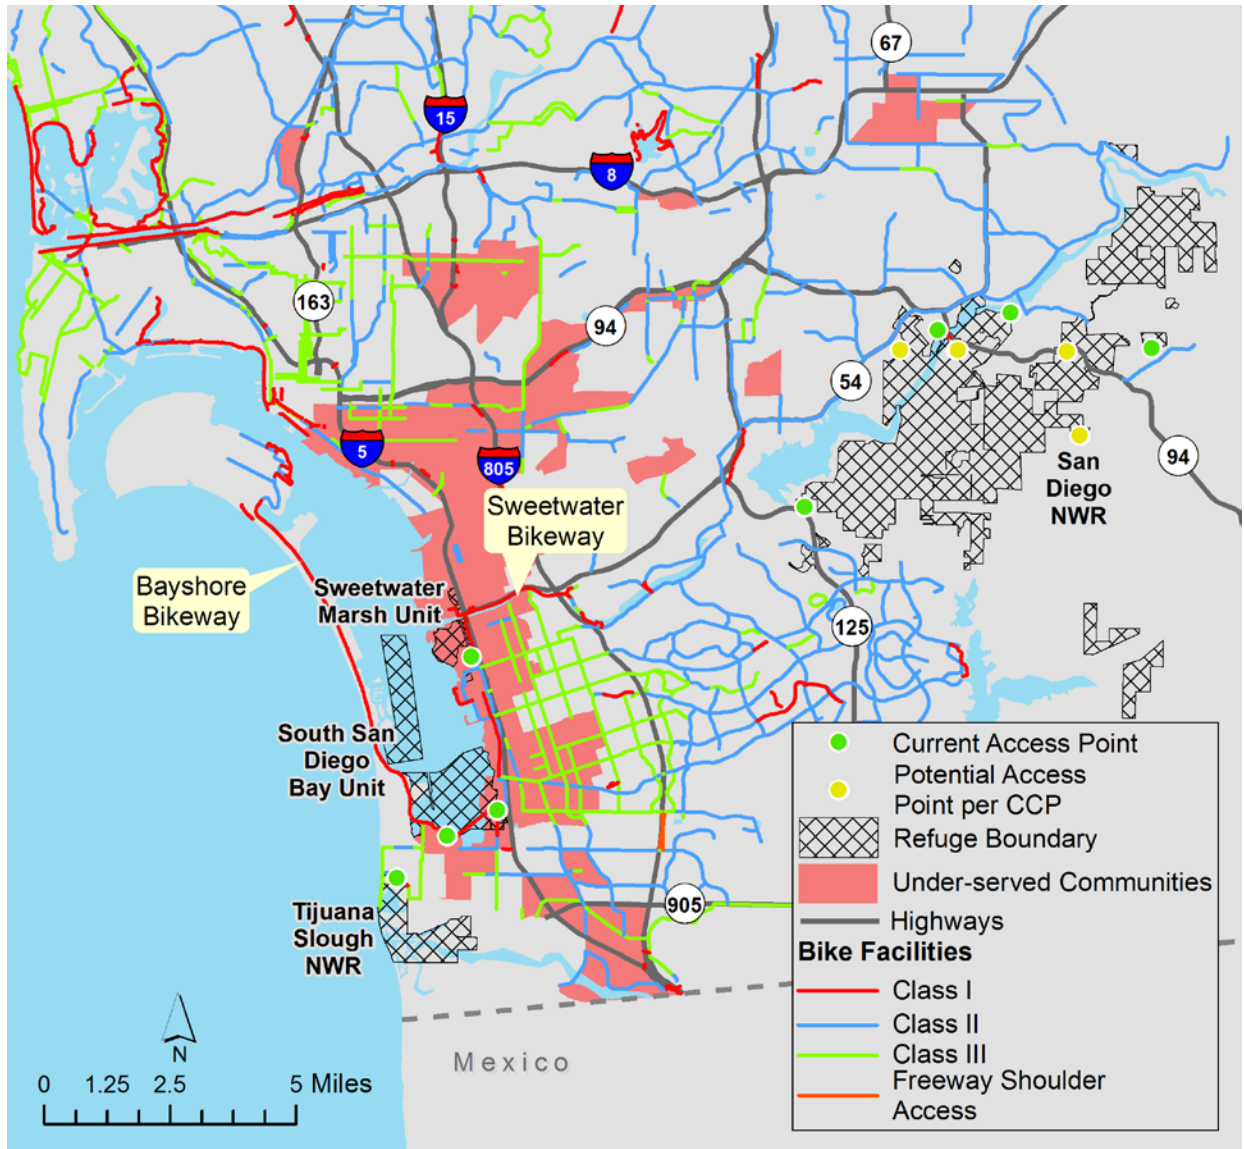 67
15
8
163
94
54
5
805
94
San
Diego
NWR
Sweetwater
Bikeway
Bayshore
Bikeway
Sweetwater
Marsh Unit
125
South San
Diego
Bay Unit
905
Tijuana
Slough
NWR
Mexico
N
0 1.25 2.5 5 Miles
Current Access Point
Potential Access
Point per CCP
Refuge Boundary
Under-served Communities
Highways
Bike Facilities
Class I
Class II
Class III
Freeway Shoulder
Access